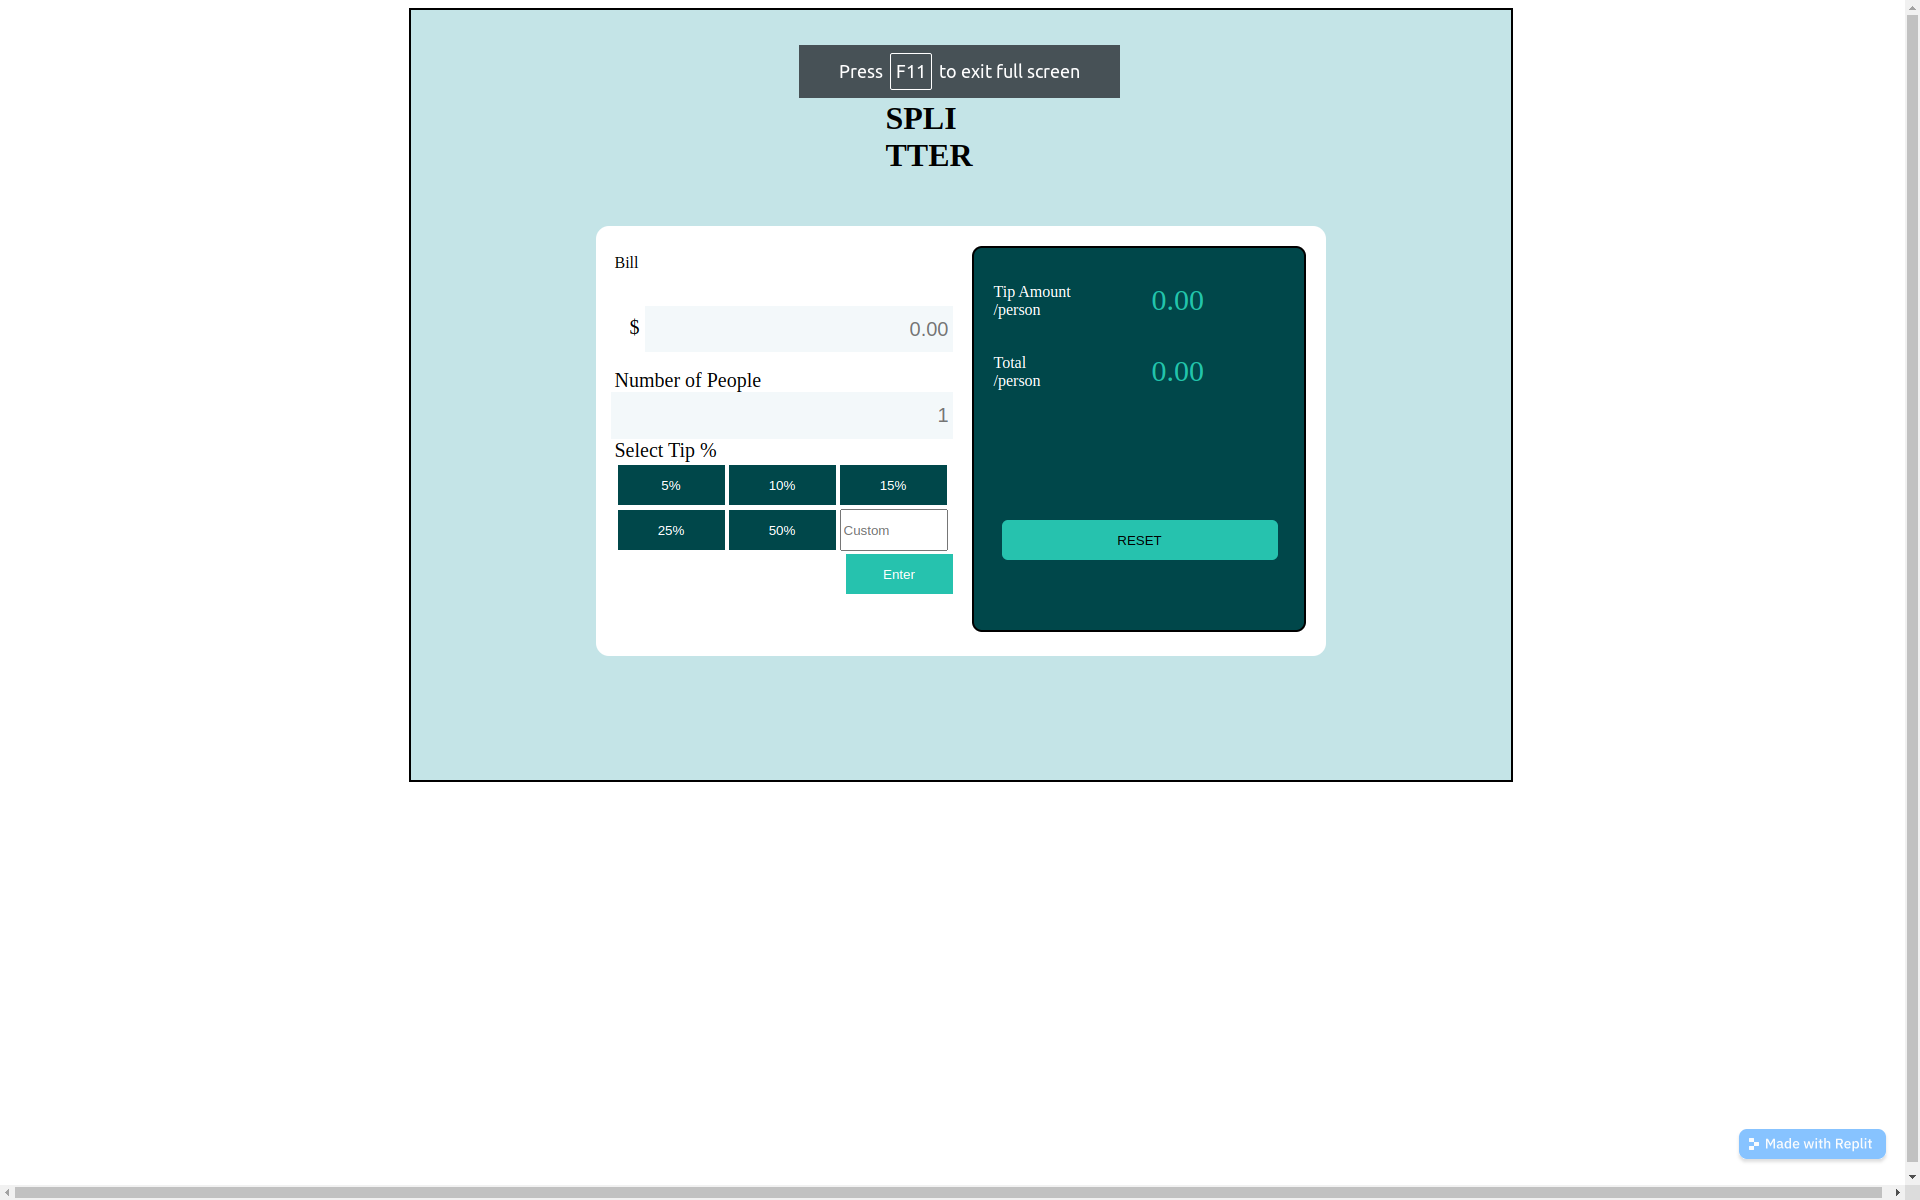 Press F11 to exit full screen
SPLI
TTER
Bill
$ 0.00
Number of People
1
Select Tip %
5% 10% 15%
25% 50% Custom
Enter
Tip Amount
/person
0.00
Total
/person
0.00
RESET
Made with Replit